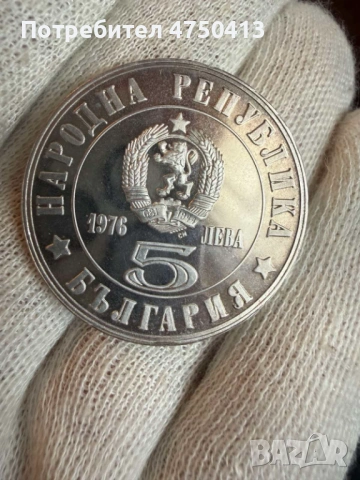 Потребител 4750413
НАРОДНА РЕПУБЛИКА
1976 ЛЕВА
5
БЪЛГАРИЯ
BAZAR